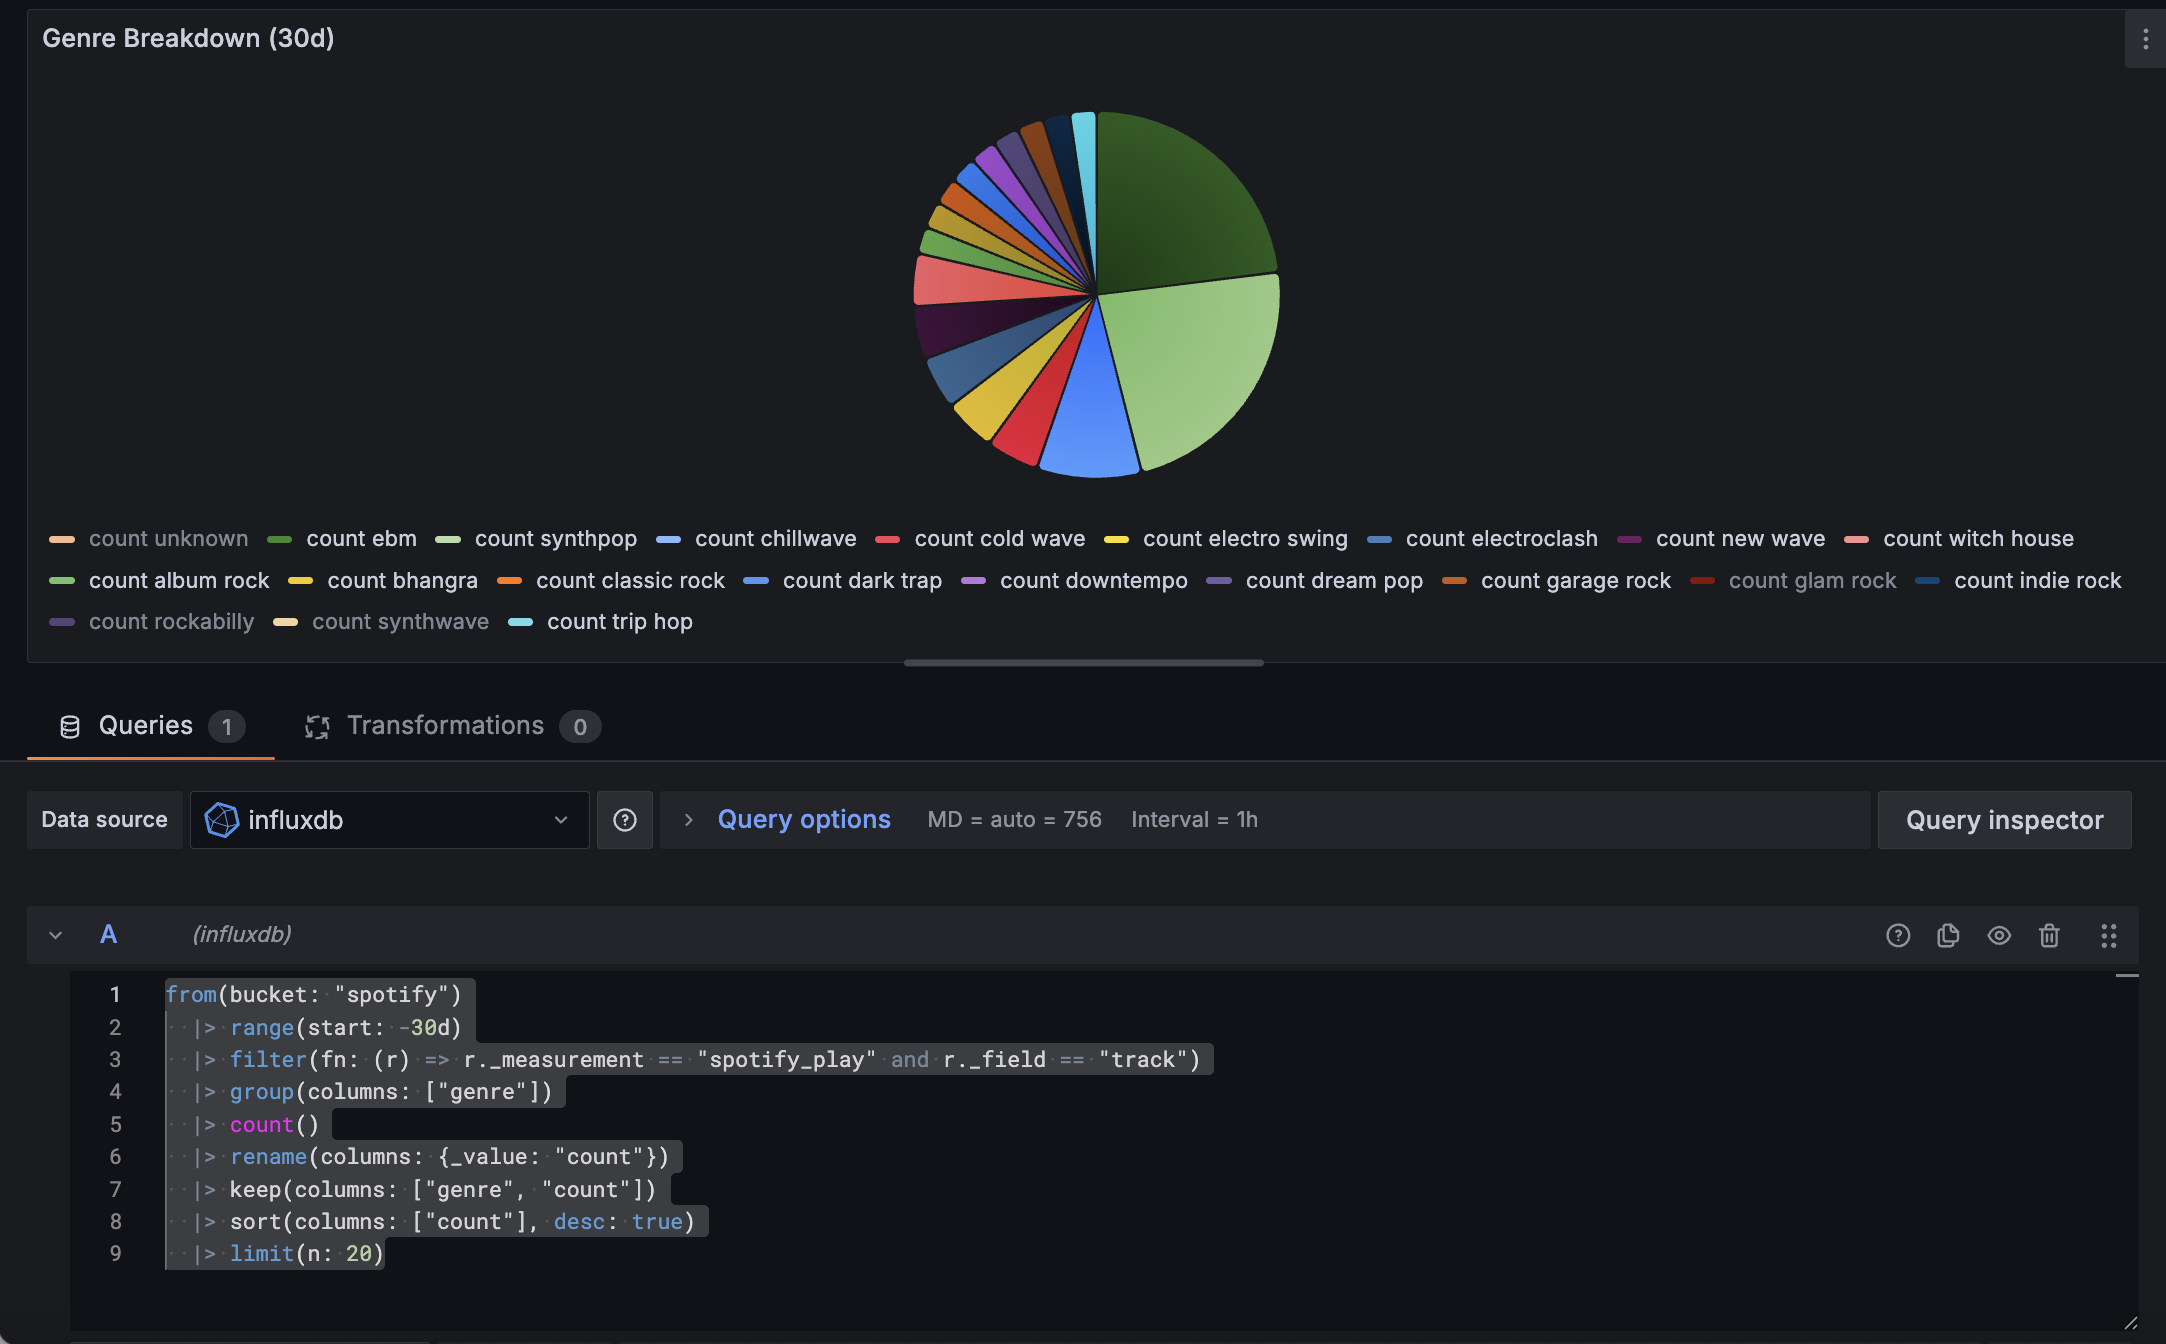 Genre Breakdown (30d)
count unknown count ebm count synthpop count chillwave count cold wave count electro swing count electroclash count new wave count witch house
count album rock count bhangra count classic rock count dark trap count downtempo count dream pop count garage rock count glam rock count indie rock
count rockabilly count synthwave count trip hop
Queries 1 Transformations 0
Data source influxdb Query options MD = auto = 756 Interval = 1h Query inspector
A (influxdb)
1 from(bucket: "spotify")
2 |> range(start: -30d)
3 |> filter(fn: (r) => r._measurement == "spotify_play" and r._field == "track")
4 |> group(columns: ["genre"])
5 |> count()
6 |> rename(columns: {_value: "count"})
7 |> keep(columns: ["genre", "count"])
8 |> sort(columns: ["count"], desc: true)
9 |> limit(n: 20)